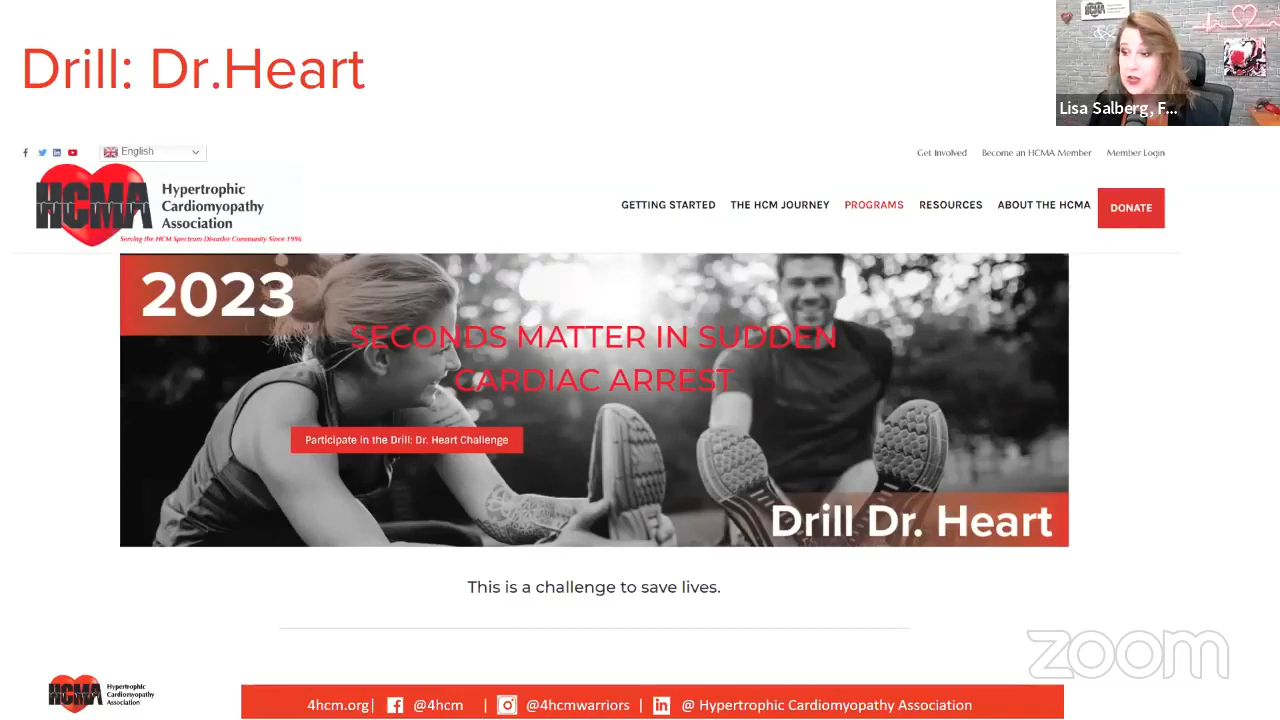 Drill: Dr.Heart
Lisa Salberg, F...
English
Get Involved
Become an HCMA Member
Member Login
HCMA
Hypertrophic
Cardiomyopathy
Association
Serving the HCM Spectrum Disorder Community Since 1996
GETTING STARTED
THE HCM JOURNEY
PROGRAMS
RESOURCES
ABOUT THE HCMA
DONATE
2023
SECONDS MATTER IN SUDDEN
CARDIAC ARREST
Participate in the Drill: Dr. Heart Challenge
Drill Dr. Heart
This is a challenge to save lives.
zoom
HCMA
Hypertrophic
Cardiomyopathy
Association
4hcm.org| @4hcm | @4hcmwarriors | @ Hypertrophic Cardiomyopathy Association